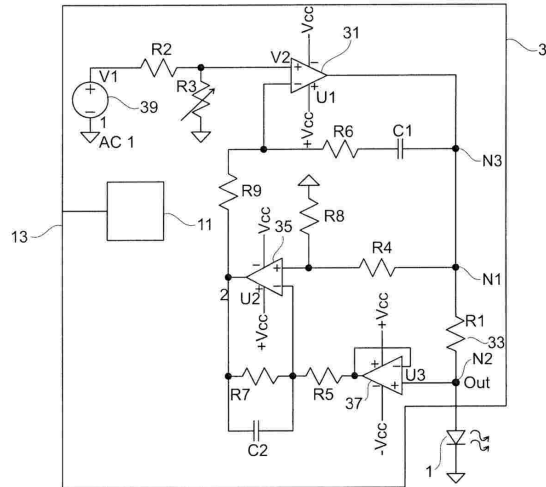 -Vcc
31
3
R2
V2
V1
+
-
+
-
-
+
U1
R3
39
1
AC 1
+Vcc
R6
C1
N3
R9
R8
-Vcc
35
R4
13
11
N1
2
U2
-
+
+
-
+Vcc
+Vcc
R1
33
N2
R7
R5
+
-
-
+
U3
37
Out
-Vcc
C2
1